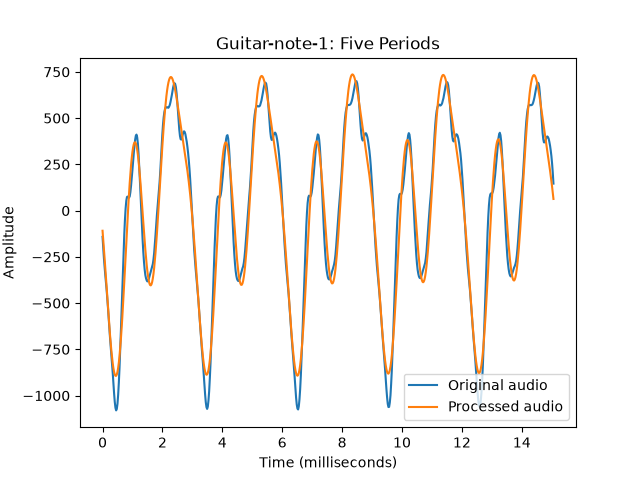 Guitar-note-1: Five Periods
Amplitude
750
500
250
0
−250
−500
−750
−1000
0 2 4 6 8 10 12 14
Time (milliseconds)
Original audio
Processed audio